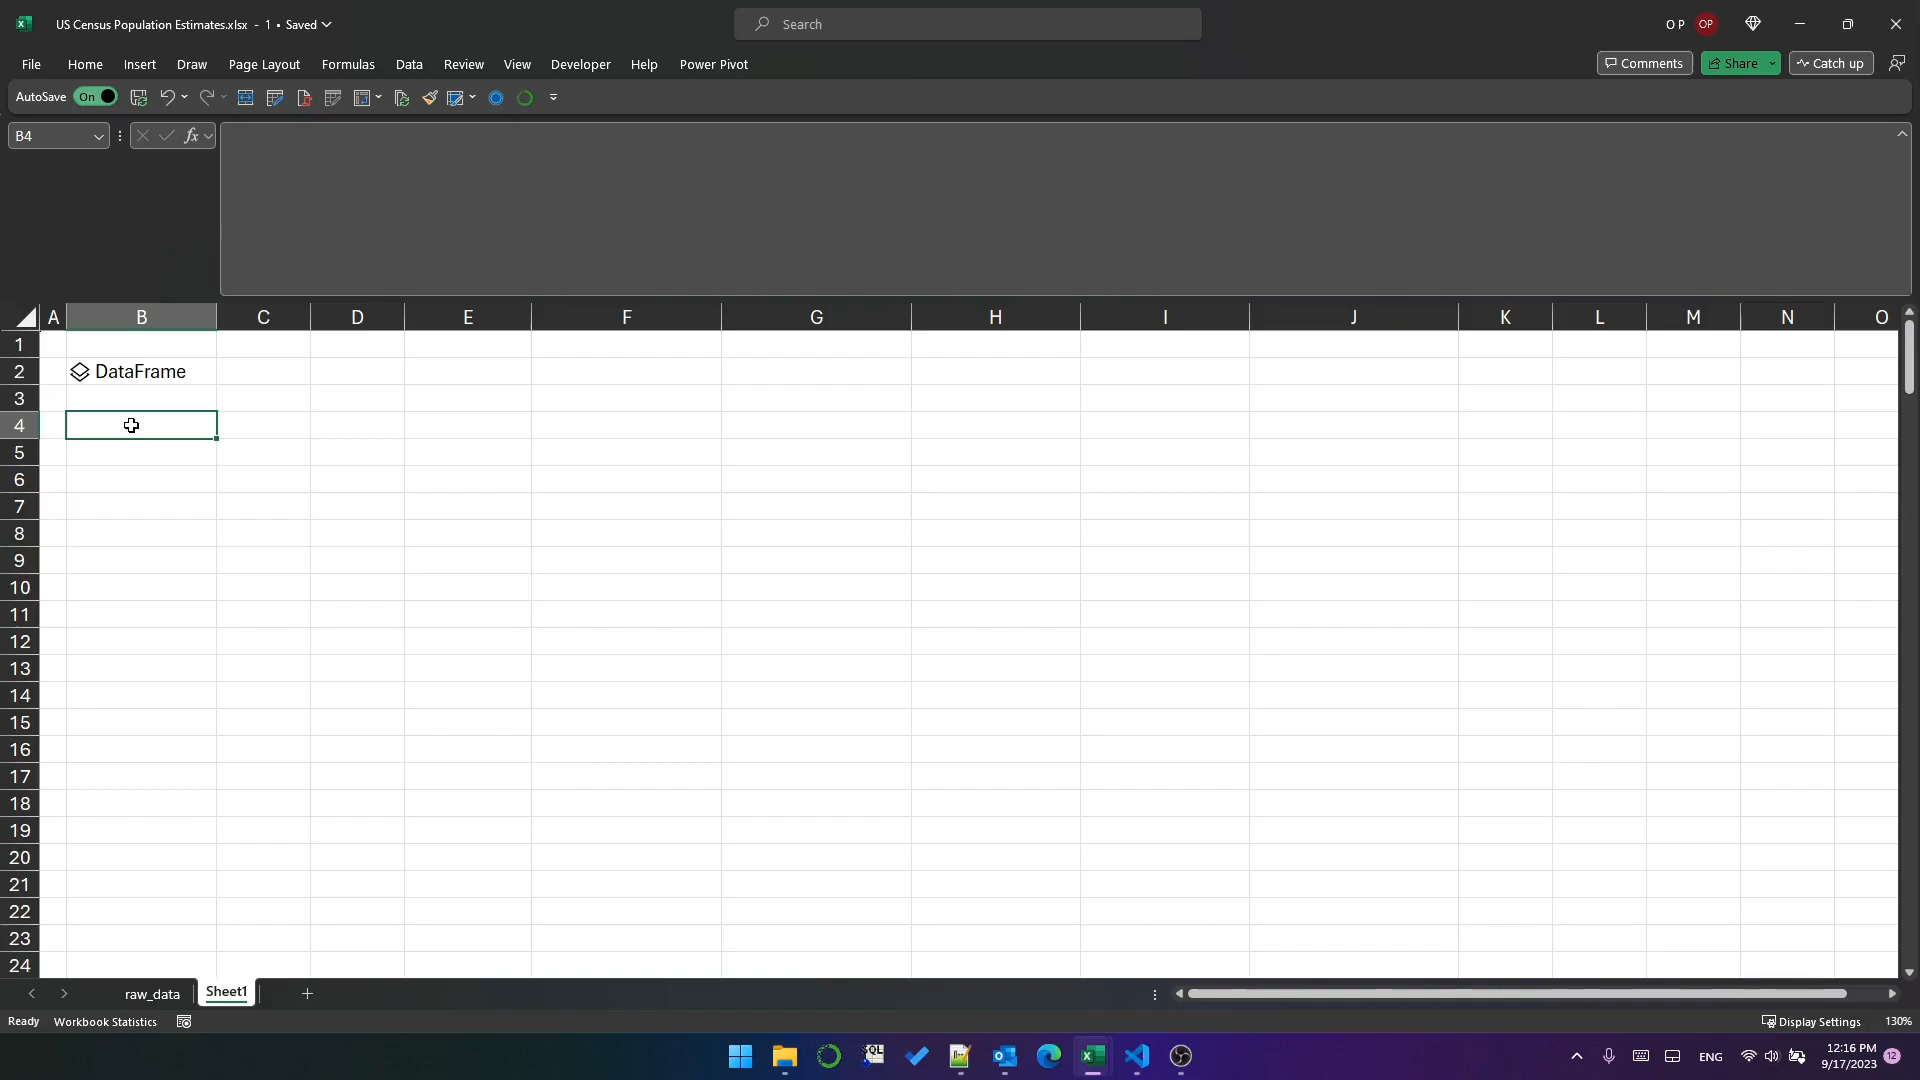 US Census Population Estimates.xlsx - 1 • Saved
Search
O P OP
File Home Insert Draw Page Layout Formulas Data Review View Developer Help Power Pivot
Comments Share Catch up
AutoSave On
B4 fx
A B C D E F G H I J K L M N O
1
2 DataFrame
3
4
5
6
7
8
9
10
11
12
13
14
15
16
17
18
19
20
21
22
23
24
raw_data Sheet1
Ready Workbook Statistics Display Settings 130%
SQL
ENG 12:16 PM 12
9/17/2023